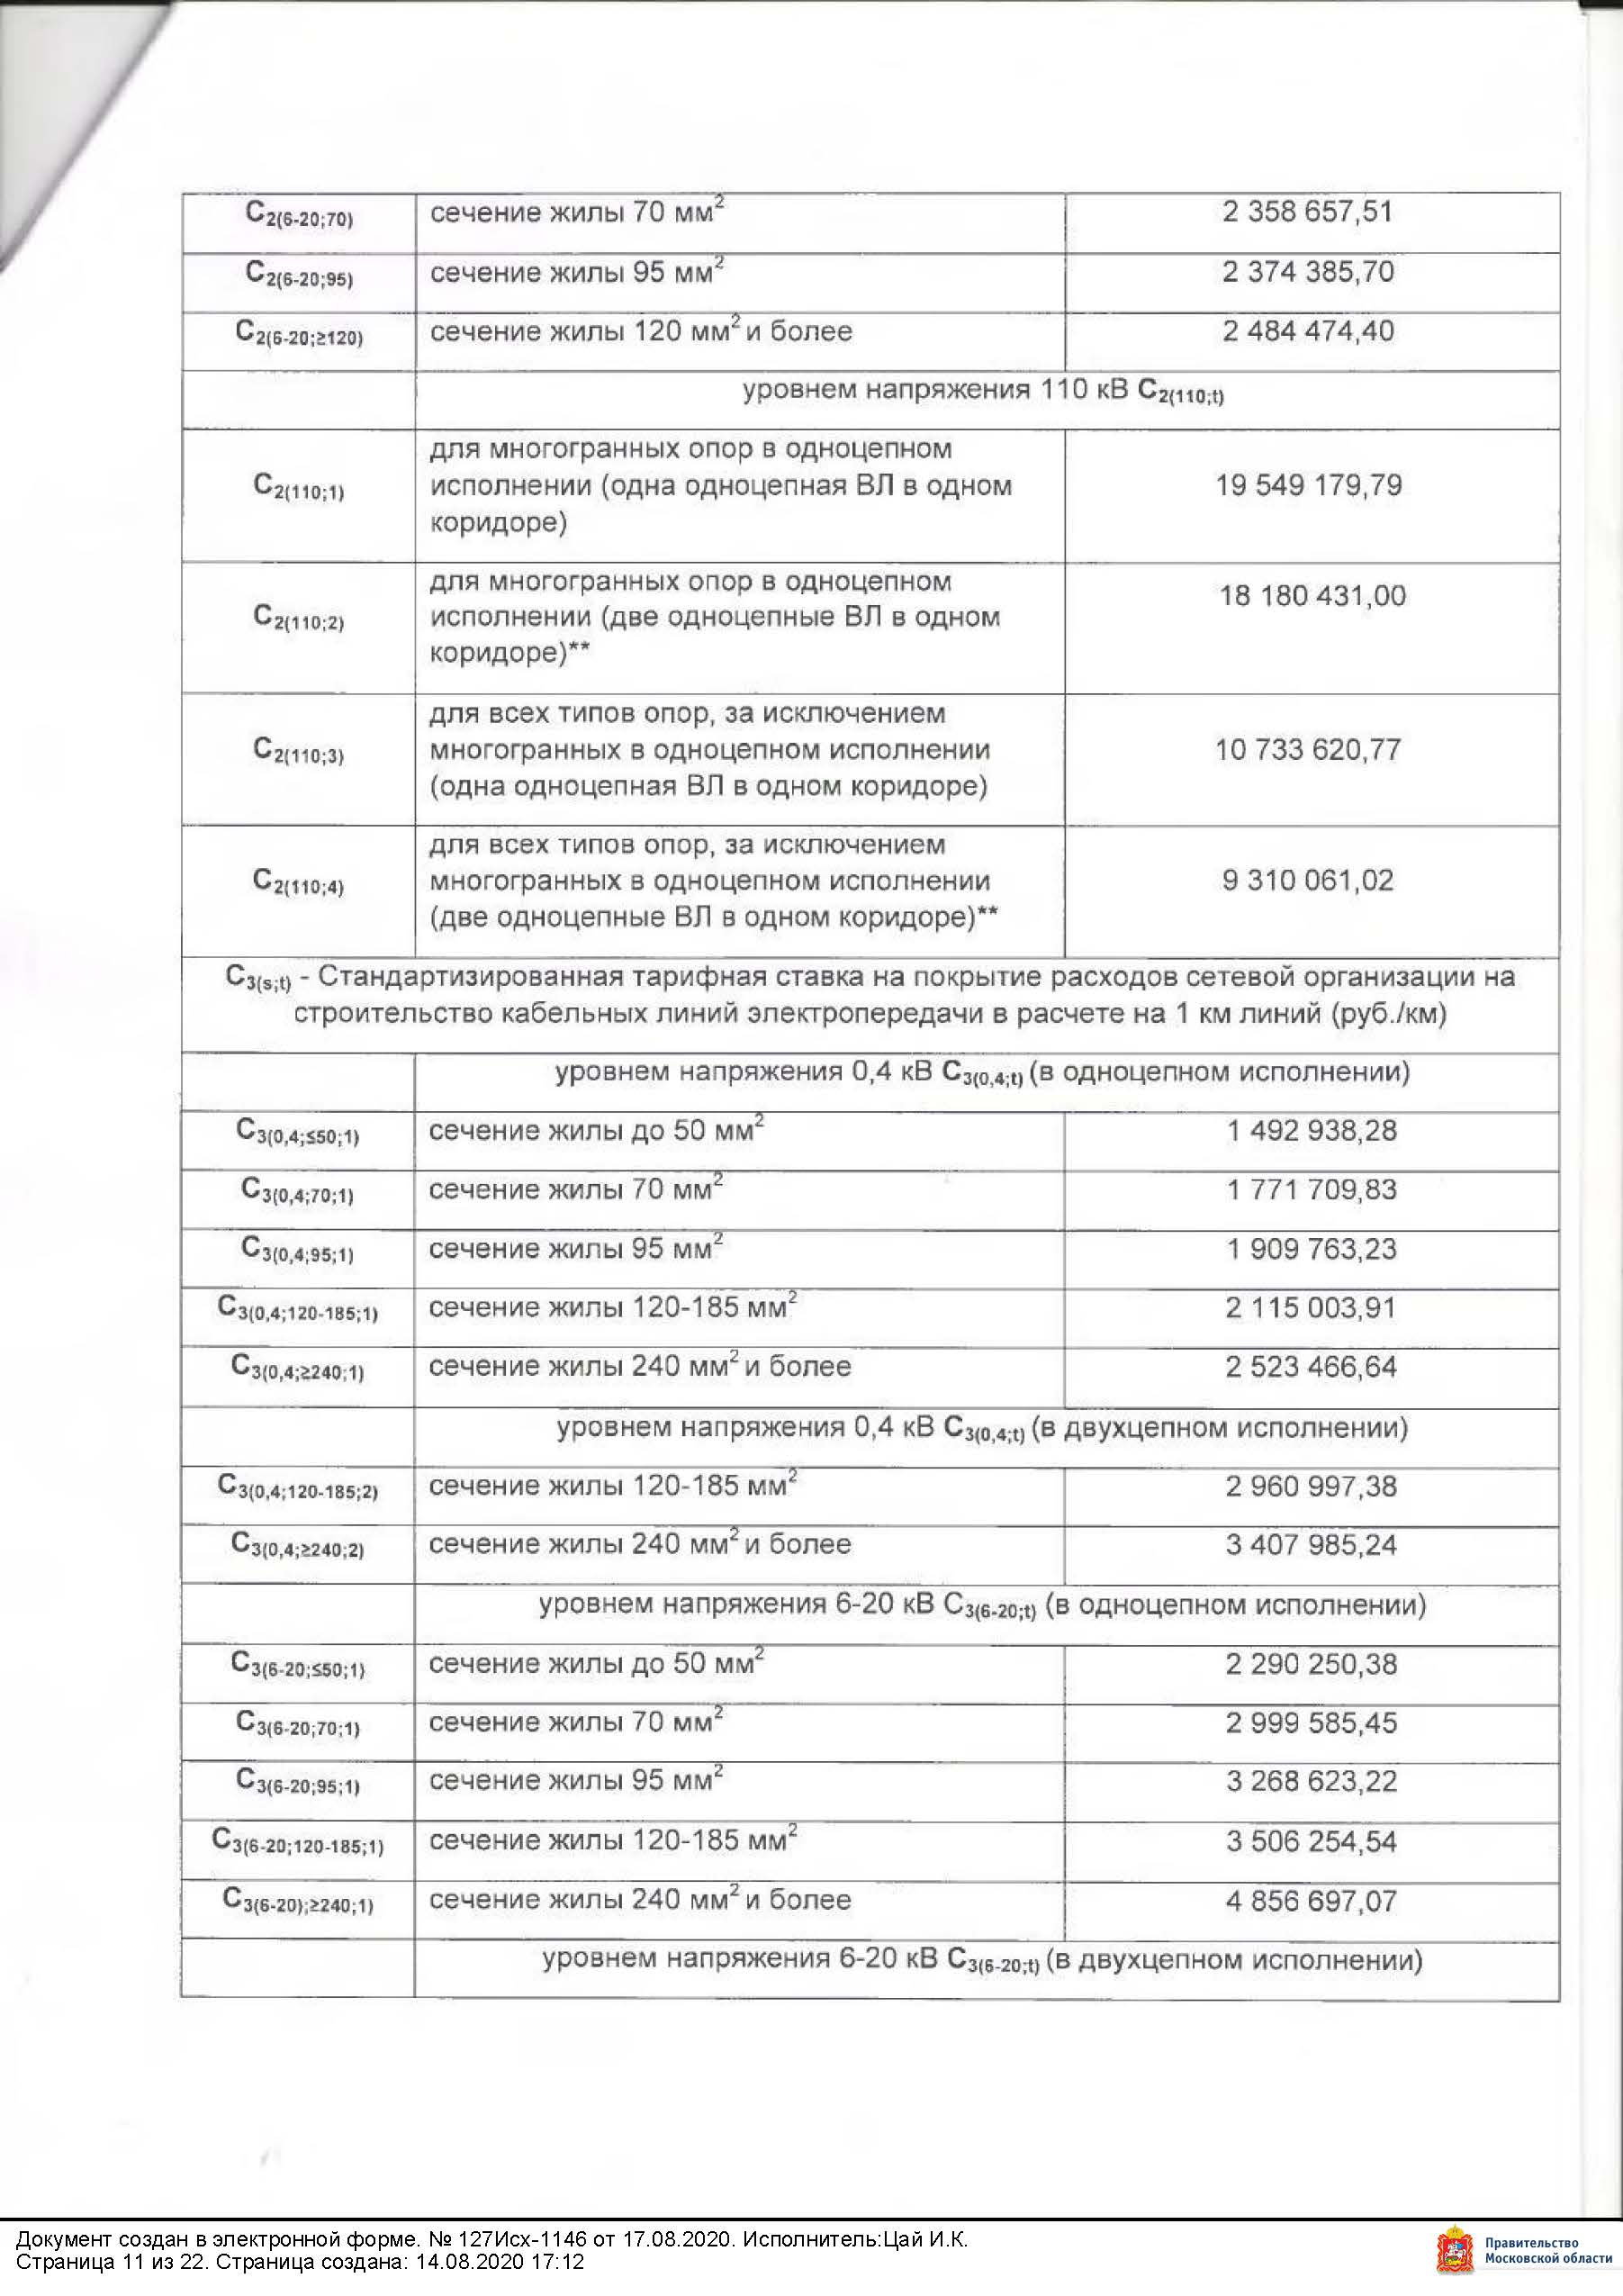 C2(6-20;70) сечение жилы 70 мм² 2 358 657,51
C2(6-20;95) сечение жилы 95 мм² 2 374 385,70
C2(6-20;≥120) сечение жилы 120 мм² и более 2 484 474,40
уровнем напряжения 110 кВ C2(110;t)
для многогранных опор в одноцепном
C2(110;1) исполнении (одна одноцепная ВЛ в одном 19 549 179,79
коридоре)
для многогранных опор в одноцепном 18 180 431,00
C2(110;2) исполнении (две одноцепные ВЛ в одном
коридоре)**
для всех типов опор, за исключением
C2(110;3) многогранных в одноцепном исполнении 10 733 620,77
(одна одноцепная ВЛ в одном коридоре)
для всех типов опор, за исключением
C2(110;4) многогранных в одноцепном исполнении 9 310 061,02
(две одноцепные ВЛ в одном коридоре)**
C3(s;t) - Стандартизированная тарифная ставка на покрытие расходов сетевой организации на
строительство кабельных линий электропередачи в расчете на 1 км линий (руб./км)
уровнем напряжения 0,4 кВ C3(0,4;t) (в одноцепном исполнении)
C3(0,4;≤50;1) сечение жилы до 50 мм² 1 492 938,28
C3(0,4;70;1) сечение жилы 70 мм² 1 771 709,83
C3(0,4;95;1) сечение жилы 95 мм² 1 909 763,23
C3(0,4;120-185;1) сечение жилы 120-185 мм² 2 115 003,91
C3(0,4;≥240;1) сечение жилы 240 мм² и более 2 523 466,64
уровнем напряжения 0,4 кВ C3(0,4;t) (в двухцепном исполнении)
C3(0,4;120-185;2) сечение жилы 120-185 мм² 2 960 997,38
C3(0,4;≥240;2) сечение жилы 240 мм² и более 3 407 985,24
уровнем напряжения 6-20 кВ C3(6-20;t) (в одноцепном исполнении)
C3(6-20;≤50;1) сечение жилы до 50 мм² 2 290 250,38
C3(6-20;70;1) сечение жилы 70 мм² 2 999 585,45
C3(6-20;95;1) сечение жилы 95 мм² 3 268 623,22
C3(6-20;120-185;1) сечение жилы 120-185 мм² 3 506 254,54
C3(6-20);≥240;1) сечение жилы 240 мм² и более 4 856 697,07
уровнем напряжения 6-20 кВ C3(6-20;t) (в двухцепном исполнении)
Документ создан в электронной форме. № 127Исх-1146 от 17.08.2020. Исполнитель:Цай И.К.
Страница 11 из 22. Страница создана: 14.08.2020 17:12
Правительство
Московской области